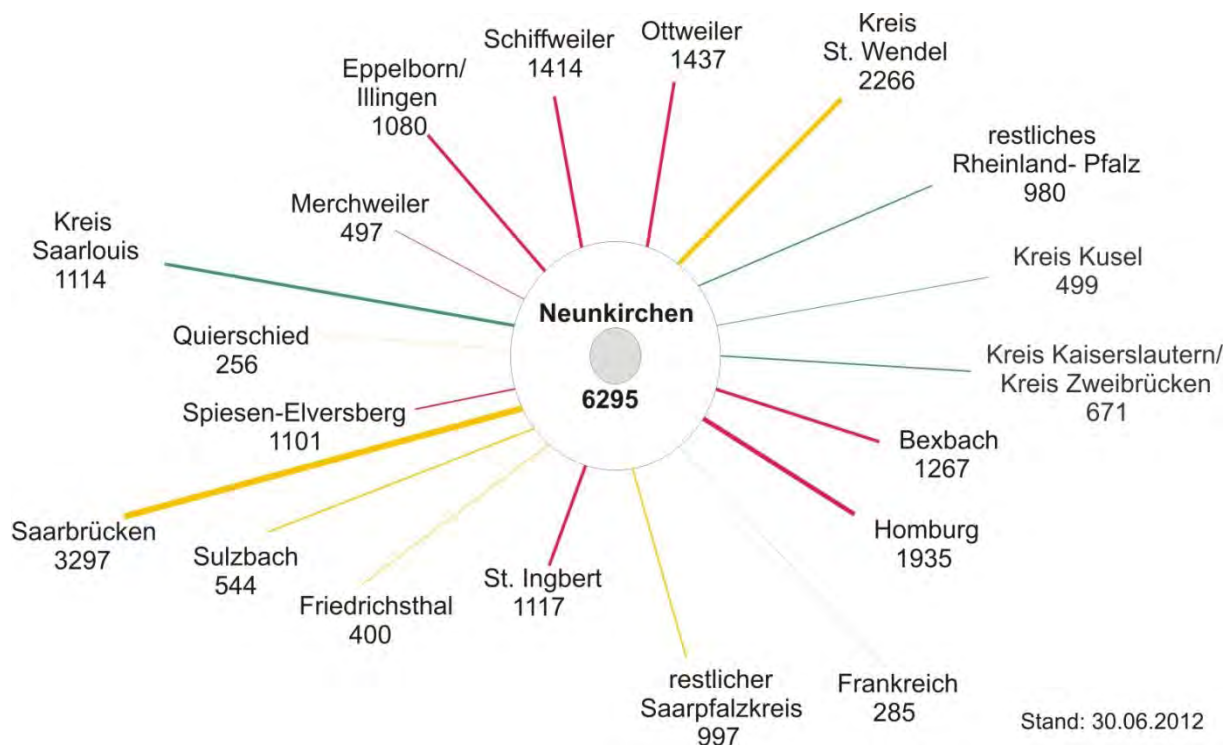 Kreis
St. Wendel
2266
Ottweiler
1437
Schiffweiler
1414
Eppelborn/
Illingen
1080
restliches
Rheinland- Pfalz
980
Merchweiler
497
Kreis
Saarlouis
1114
Kreis Kusel
499
Neunkirchen
6295
Quierschied
256
Kreis Kaiserslautern/
Kreis Zweibrücken
671
Spiesen-Elversberg
1101
Bexbach
1267
Saarbrücken
3297
Homburg
1935
Sulzbach
544
St. Ingbert
1117
Friedrichsthal
400
restlicher
Saarpfalzkreis
997
Frankreich
285
Stand: 30.06.2012